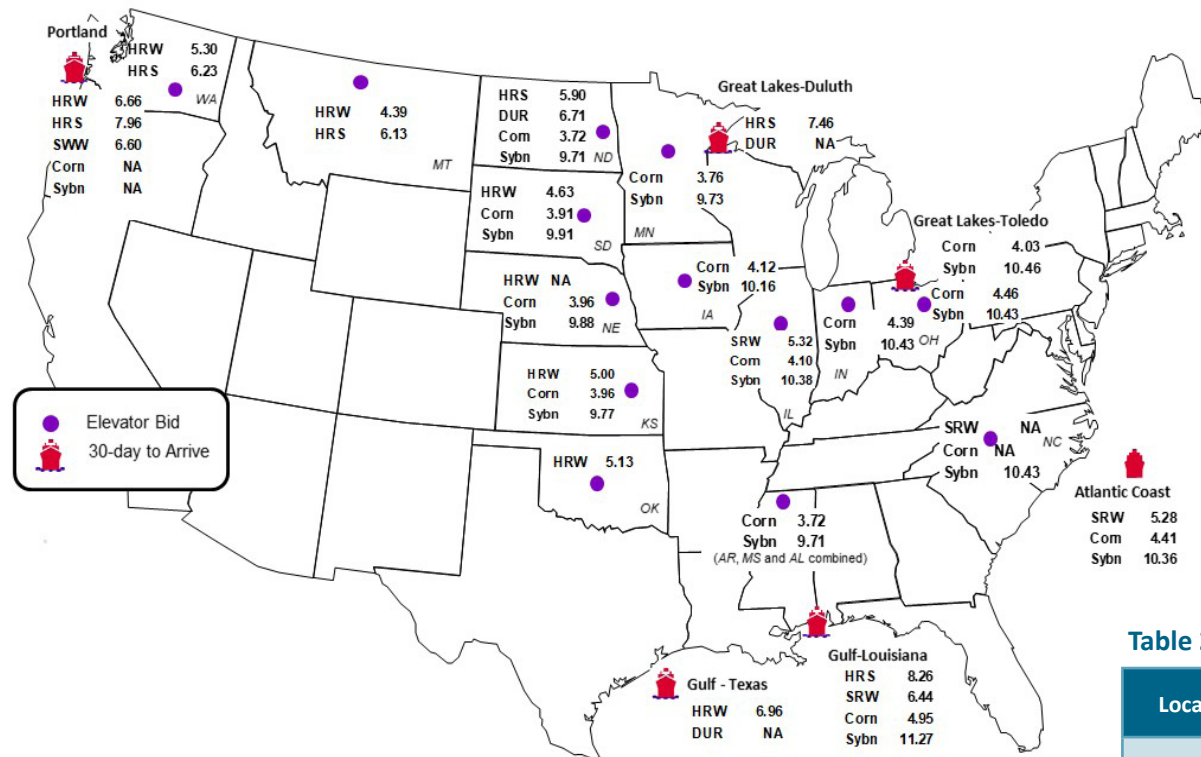 Portland
HRW 5.30
HRS 6.23
WA
HRW 6.66
HRS 7.96
SWW 6.60
Corn NA
Sybn NA
HRW 4.39
HRS 6.13
MT
HRS 5.90
DUR 6.71
Corn 3.72
Sybn 9.71 ND
HRW 4.63
Corn 3.91
Sybn 9.91
SD
HRW NA
Corn 3.96
Sybn 9.88 NE
HRW 5.00
Corn 3.96
Sybn 9.77
KS
HRW 5.13
OK
Great Lakes-Duluth
HRS 7.46
DUR NA
Corn 3.76
Sybn 9.73
MN
Corn 4.12
Sybn 10.16
IA
SRW 5.32
Corn 4.10
Sybn 10.38
IL
Great Lakes-Toledo
Corn 4.03
Sybn 10.46
Corn 4.46
Sybn 10.43
OH
Corn 4.39
Sybn 10.43
IN
SRW NA
Corn NA NC
Sybn 10.43
Atlantic Coast
SRW 5.28
Corn 4.41
Sybn 10.36
Corn 3.72
Sybn 9.71
(AR, MS and AL combined)
Gulf-Louisiana
HRS 8.26
SRW 6.44
Corn 4.95
Sybn 11.27
Gulf - Texas
HRW 6.96
DUR NA
Elevator Bid
30-day to Arrive
Table
Loca